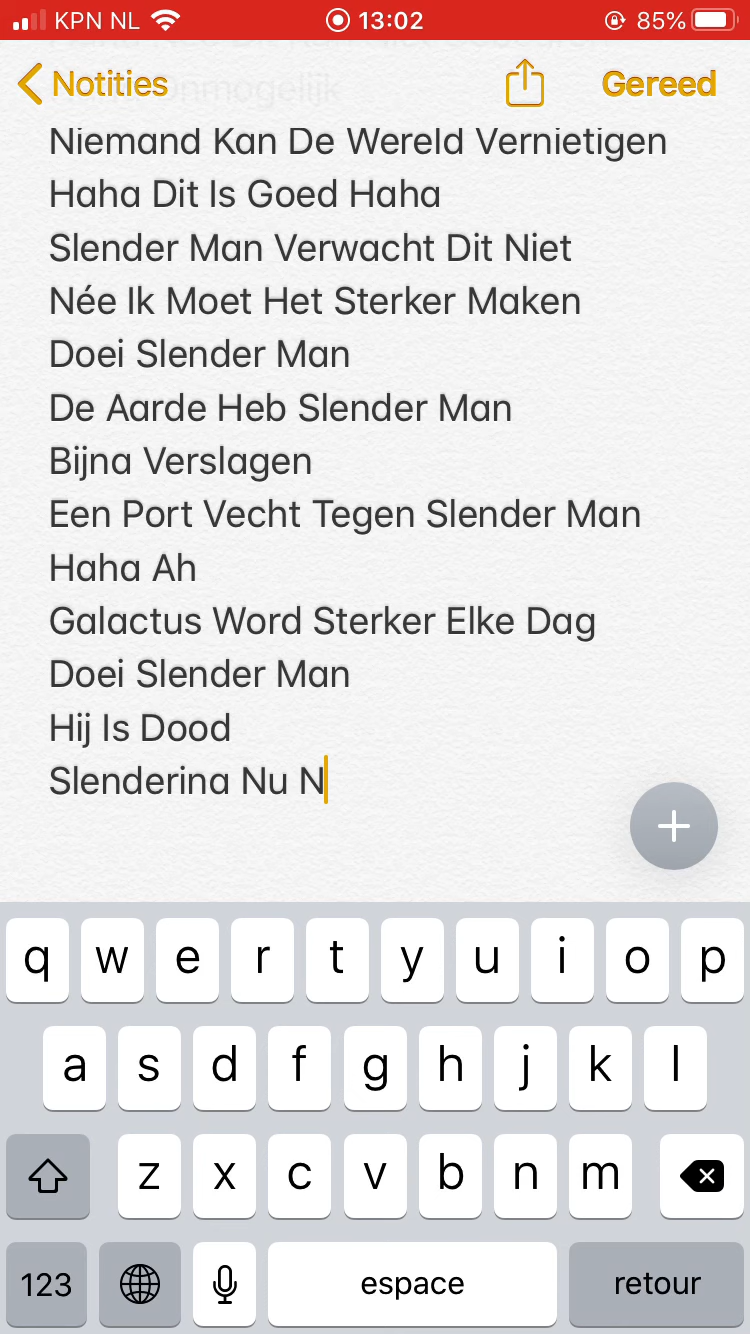 KPN NL 13:02 85%
Notities Gereed
Onmogelijk
Niemand Kan De Wereld Vernietigen
Haha Dit Is Goed Haha
Slender Man Verwacht Dit Niet
Née Ik Moet Het Sterker Maken
Doei Slender Man
De Aarde Heb Slender Man
Bijna Verslagen
Een Port Vecht Tegen Slender Man
Haha Ah
Galactus Word Sterker Elke Dag
Doei Slender Man
Hij Is Dood
Slenderina Nu N
q w e r t y u i o p
a s d f g h j k l
z x c v b n m
123 espace retour